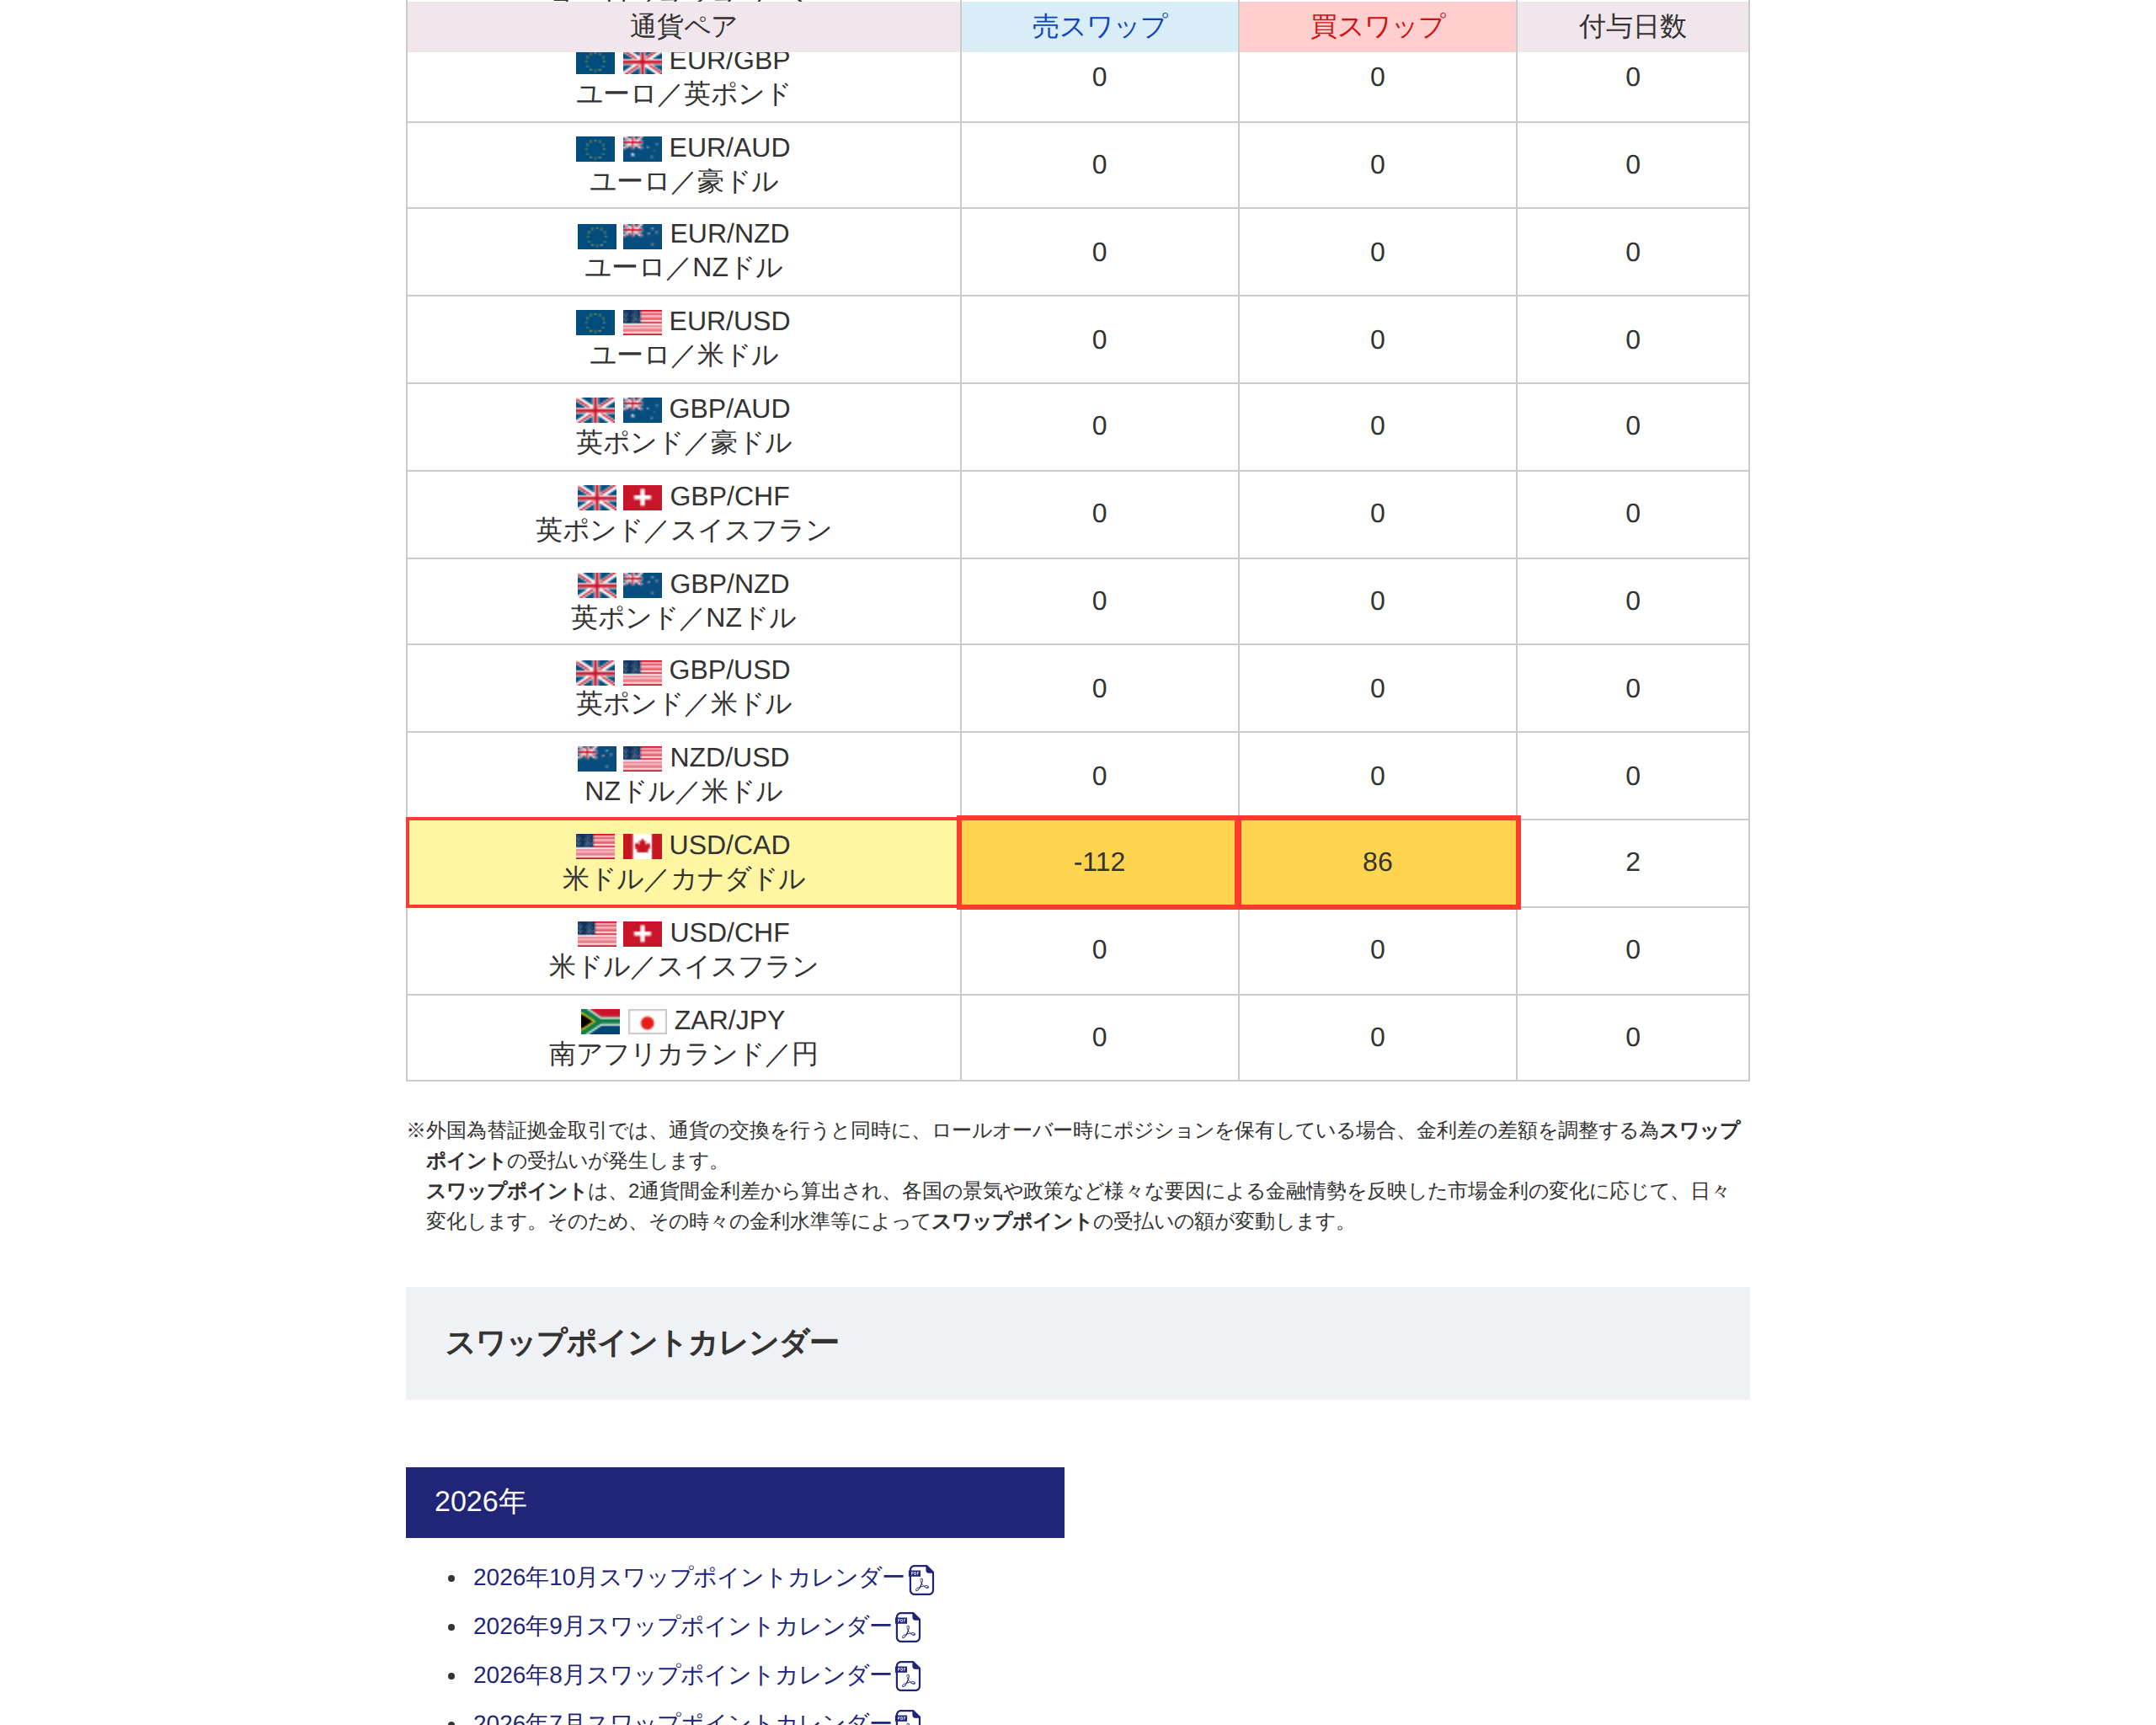 通貨ペア 売スワップ 買スワップ 付与日数
EUR/GBP
ユーロ／英ポンド 0 0 0
EUR/AUD
ユーロ／豪ドル 0 0 0
EUR/NZD
ユーロ／NZドル 0 0 0
EUR/USD
ユーロ／米ドル 0 0 0
GBP/AUD
英ポンド／豪ドル 0 0 0
GBP/CHF
英ポンド／スイスフラン 0 0 0
GBP/NZD
英ポンド／NZドル 0 0 0
GBP/USD
英ポンド／米ドル 0 0 0
NZD/USD
NZドル／米ドル 0 0 0
USD/CAD
米ドル／カナダドル -112 86 2
USD/CHF
米ドル／スイスフラン 0 0 0
ZAR/JPY
南アフリカランド／円 0 0 0
※外国為替証拠金取引では、通貨の交換を行うと同時に、ロールオーバー時にポジションを保有している場合、金利差の差額を調整する為スワップ
ポイントの受払いが発生します。
スワップポイントは、2通貨間金利差から算出され、各国の景気や政策など様々な要因による金融情勢を反映した市場金利の変化に応じて、日々
変化します。そのため、その時々の金利水準等によってスワップポイントの受払いの額が変動します。
スワップポイントカレンダー
2026年
2026年10月スワップポイントカレンダー
2026年9月スワップポイントカレンダー
2026年8月スワップポイントカレンダー
2026年7月スワップポイントカレンダー